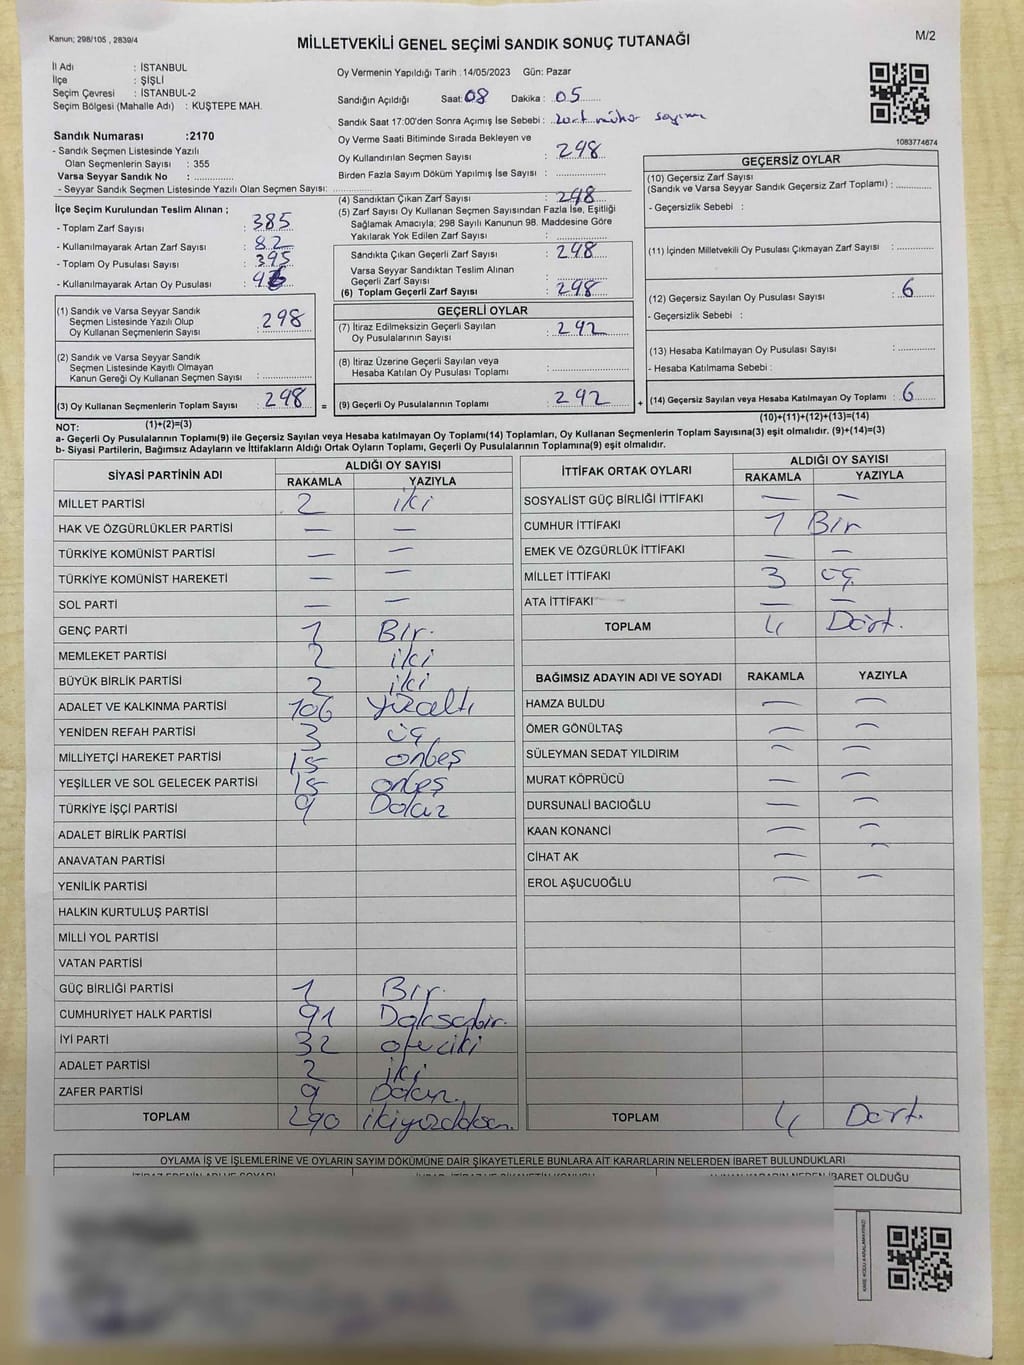 Kanun; 298/105 , 2839/4
M/2
MİLLETVEKİLİ GENEL SEÇİMİ SANDIK SONUÇ TUTANAĞI
İl Adı : İSTANBUL
İlçe : ŞİŞLİ
Seçim Çevresi : İSTANBUL-2
Seçim Bölgesi (Mahalle Adı) : KUŞTEPE MAH.
Oy Vermenin Yapıldığı Tarih :14/05/2023 Gün: Pazar
Sandığın Açıldığı Saat: 08 Dakika : 05
Sandık Saat 17:00'den Sonra Açımış İse Sebebi : zarf mühür sayımı
Oy Verme Saati Bitiminde Sırada Bekleyen ve
Oy Kullandırılan Seçmen Sayısı : 298
Birden Fazla Sayım Döküm Yapılmış İse Sayısı :
1083774674
Sandık Numarası :2170
- Sandık Seçmen Listesinde Yazılı
Olan Seçmenlerin Sayısı : 355
Varsa Seyyar Sandık No :
- Seyyar Sandık Seçmen Listesinde Yazılı Olan Seçmen Sayısı:
İlçe Seçim Kurulundan Teslim Alınan ;
- Toplam Zarf Sayısı : 385
- Kullanılmayarak Artan Zarf Sayısı : 82
- Toplam Oy Pusulası Sayısı : 395
- Kullanılmayarak Artan Oy Pusulası :
(1) Sandık ve Varsa Seyyar Sandık
Seçmen Listesinde Yazılı Olup
Oy Kullanan Seçmenlerin Sayısı : 298
(2) Sandık ve Varsa Seyyar Sandık
Seçmen Listesinde Kayıtlı Olmayan
Kanun Gereği Oy Kullanan Seçmen Sayısı :
(3) Oy Kullanan Seçmenlerin Toplam Sayısı : 298 =
(1)+(2)=(3)
(4) Sandıktan Çıkan Zarf Sayısı : 298
(5) Zarf Sayısı Oy Kullanan Seçmen Sayısından Fazla İse, Eşitliği
Sağlamak Amacıyla; 298 Sayılı Kanunun 98. Maddesine Göre
Yakılarak Yok Edilen Zarf Sayısı :
Sandıkta Çıkan Geçerli Zarf Sayısı : 298
Varsa Seyyar Sandıktan Teslim Alınan
Geçerli Zarf Sayısı :
(6) Toplam Geçerli Zarf Sayısı : 298
GEÇERLİ OYLAR
(7) İtiraz Edilmeksizin Geçerli Sayılan
Oy Pusulalarının Sayısı : 292
(8) İtiraz Üzerine Geçerli Sayılan veya
Hesaba Katılan Oy Pusulası Toplamı :
(9) Geçerli Oy Pusulalarının Toplamı : 292 +
GEÇERSİZ OYLAR
(10) Geçersiz Zarf Sayısı
(Sandık ve Varsa Seyyar Sandık Geçersiz Zarf Toplamı) :
- Geçersizlik Sebebi :
(11) İçinden Milletvekili Oy Pusulası Çıkmayan Zarf Sayısı :
(12) Geçersiz Sayılan Oy Pusulası Sayısı : 6
- Geçersizlik Sebebi :
(13) Hesaba Katılmayan Oy Pusulası Sayısı :
- Hesaba Katılmama Sebebi :
(14) Geçersiz Sayılan veya Hesaba Katılmayan Oy Toplamı : 6
(10)+(11)+(12)+(13)=(14)
NOT:
a- Geçerli Oy Pusulalarının Toplamı(9) ile Geçersiz Sayılan veya Hesaba katılmayan Oy Toplamı(14) Toplamları, Oy Kullanan Seçmenlerin Toplam Sayısına(3) eşit olmalıdır. (9)+(14)=(3)
b- Siyasi Partilerin, Bağımsız Adayların ve İttifakların Aldığı Ortak Oyların Toplamı, Geçerli Oy Pusulalarının Toplamına(9) eşit olmalıdır.
SİYASİ PARTİNİN ADI ALDIĞI OY SAYISI
RAKAMLA YAZIYLA
MİLLET PARTİSİ 2 iki
HAK VE ÖZGÜRLÜKLER PARTİSİ — —
TÜRKİYE KOMÜNİST PARTİSİ — —
TÜRKİYE KOMÜNİST HAREKETİ — —
SOL PARTİ — —
GENÇ PARTİ 1 Bir.
MEMLEKET PARTİSİ 2 iki
BÜYÜK BİRLİK PARTİSİ 2 iki
ADALET VE KALKINMA PARTİSİ 106 Yüzaltı
YENİDEN REFAH PARTİSİ 3 üç
MİLLİYETÇİ HAREKET PARTİSİ 15 onbeş
YEŞİLLER VE SOL GELECEK PARTİSİ 15 onbeş
TÜRKİYE İŞÇİ PARTİSİ 9 Dokuz
ADALET BİRLİK PARTİSİ
ANAVATAN PARTİSİ
YENİLİK PARTİSİ
HALKIN KURTULUŞ PARTİSİ
MİLLİ YOL PARTİSİ
VATAN PARTİSİ
GÜÇ BİRLİĞİ PARTİSİ 1 Bir.
CUMHURİYET HALK PARTİSİ 91 Doksanbir.
İYİ PARTİ 32 otuziki
ADALET PARTİSİ 2 iki
ZAFER PARTİSİ 9 Dokuz.
TOPLAM 290 ikiyüzdoksan.
İTTİFAK ORTAK OYLARI ALDIĞI OY SAYISI
RAKAMLA YAZIYLA
SOSYALİST GÜÇ BİRLİĞİ İTTİFAKI — —
CUMHUR İTTİFAKI 1 Bir
EMEK VE ÖZGÜRLÜK İTTİFAKI — —
MİLLET İTTİFAKI 3 üç
ATA İTTİFAKI — —
TOPLAM 4 Dört.
BAĞIMSIZ ADAYIN ADI VE SOYADI RAKAMLA YAZIYLA
HAMZA BULDU — —
ÖMER GÖNÜLTAŞ — —
SÜLEYMAN SEDAT YILDIRIM — —
MURAT KÖPRÜCÜ — —
DURSUNALİ BACIOĞLU — —
KAAN KONANCİ — —
CİHAT AK — —
EROL AŞUCUOĞLU — —
TOPLAM 4 Dört.
OYLAMA İŞ VE İŞLEMLERİNE VE OYLARIN SAYIM DÖKÜMÜNE DAİR ŞİKAYETLERLE BUNLARA AİT KARARLARIN NELERDEN İBARET BULUNDUKLARI
İBARET OLDUĞU
KARE KODU KARALAMAYINIZ!